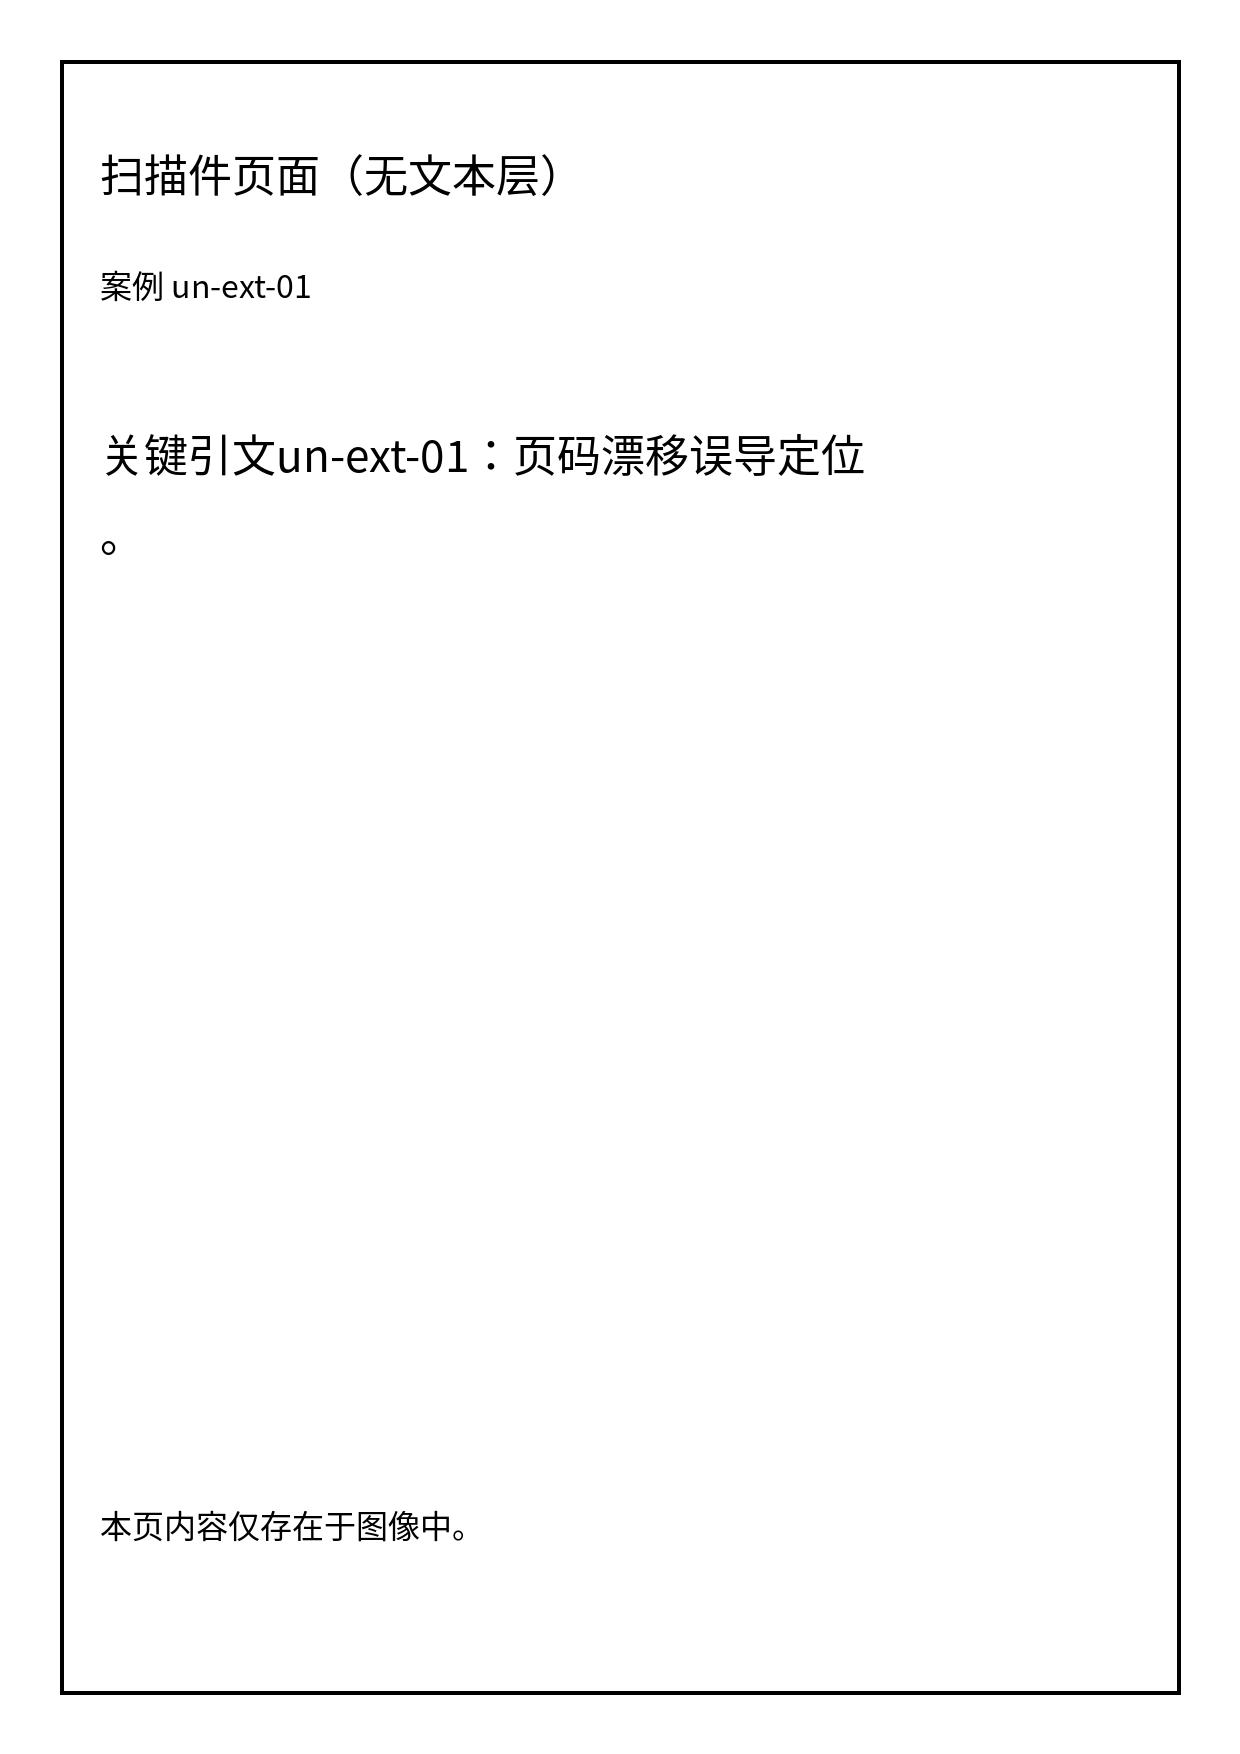 扫描件页面（无文本层）
案例 un-ext-01
关键引文un-ext-01：页码漂移误导定位
。
本页内容仅存在于图像中。